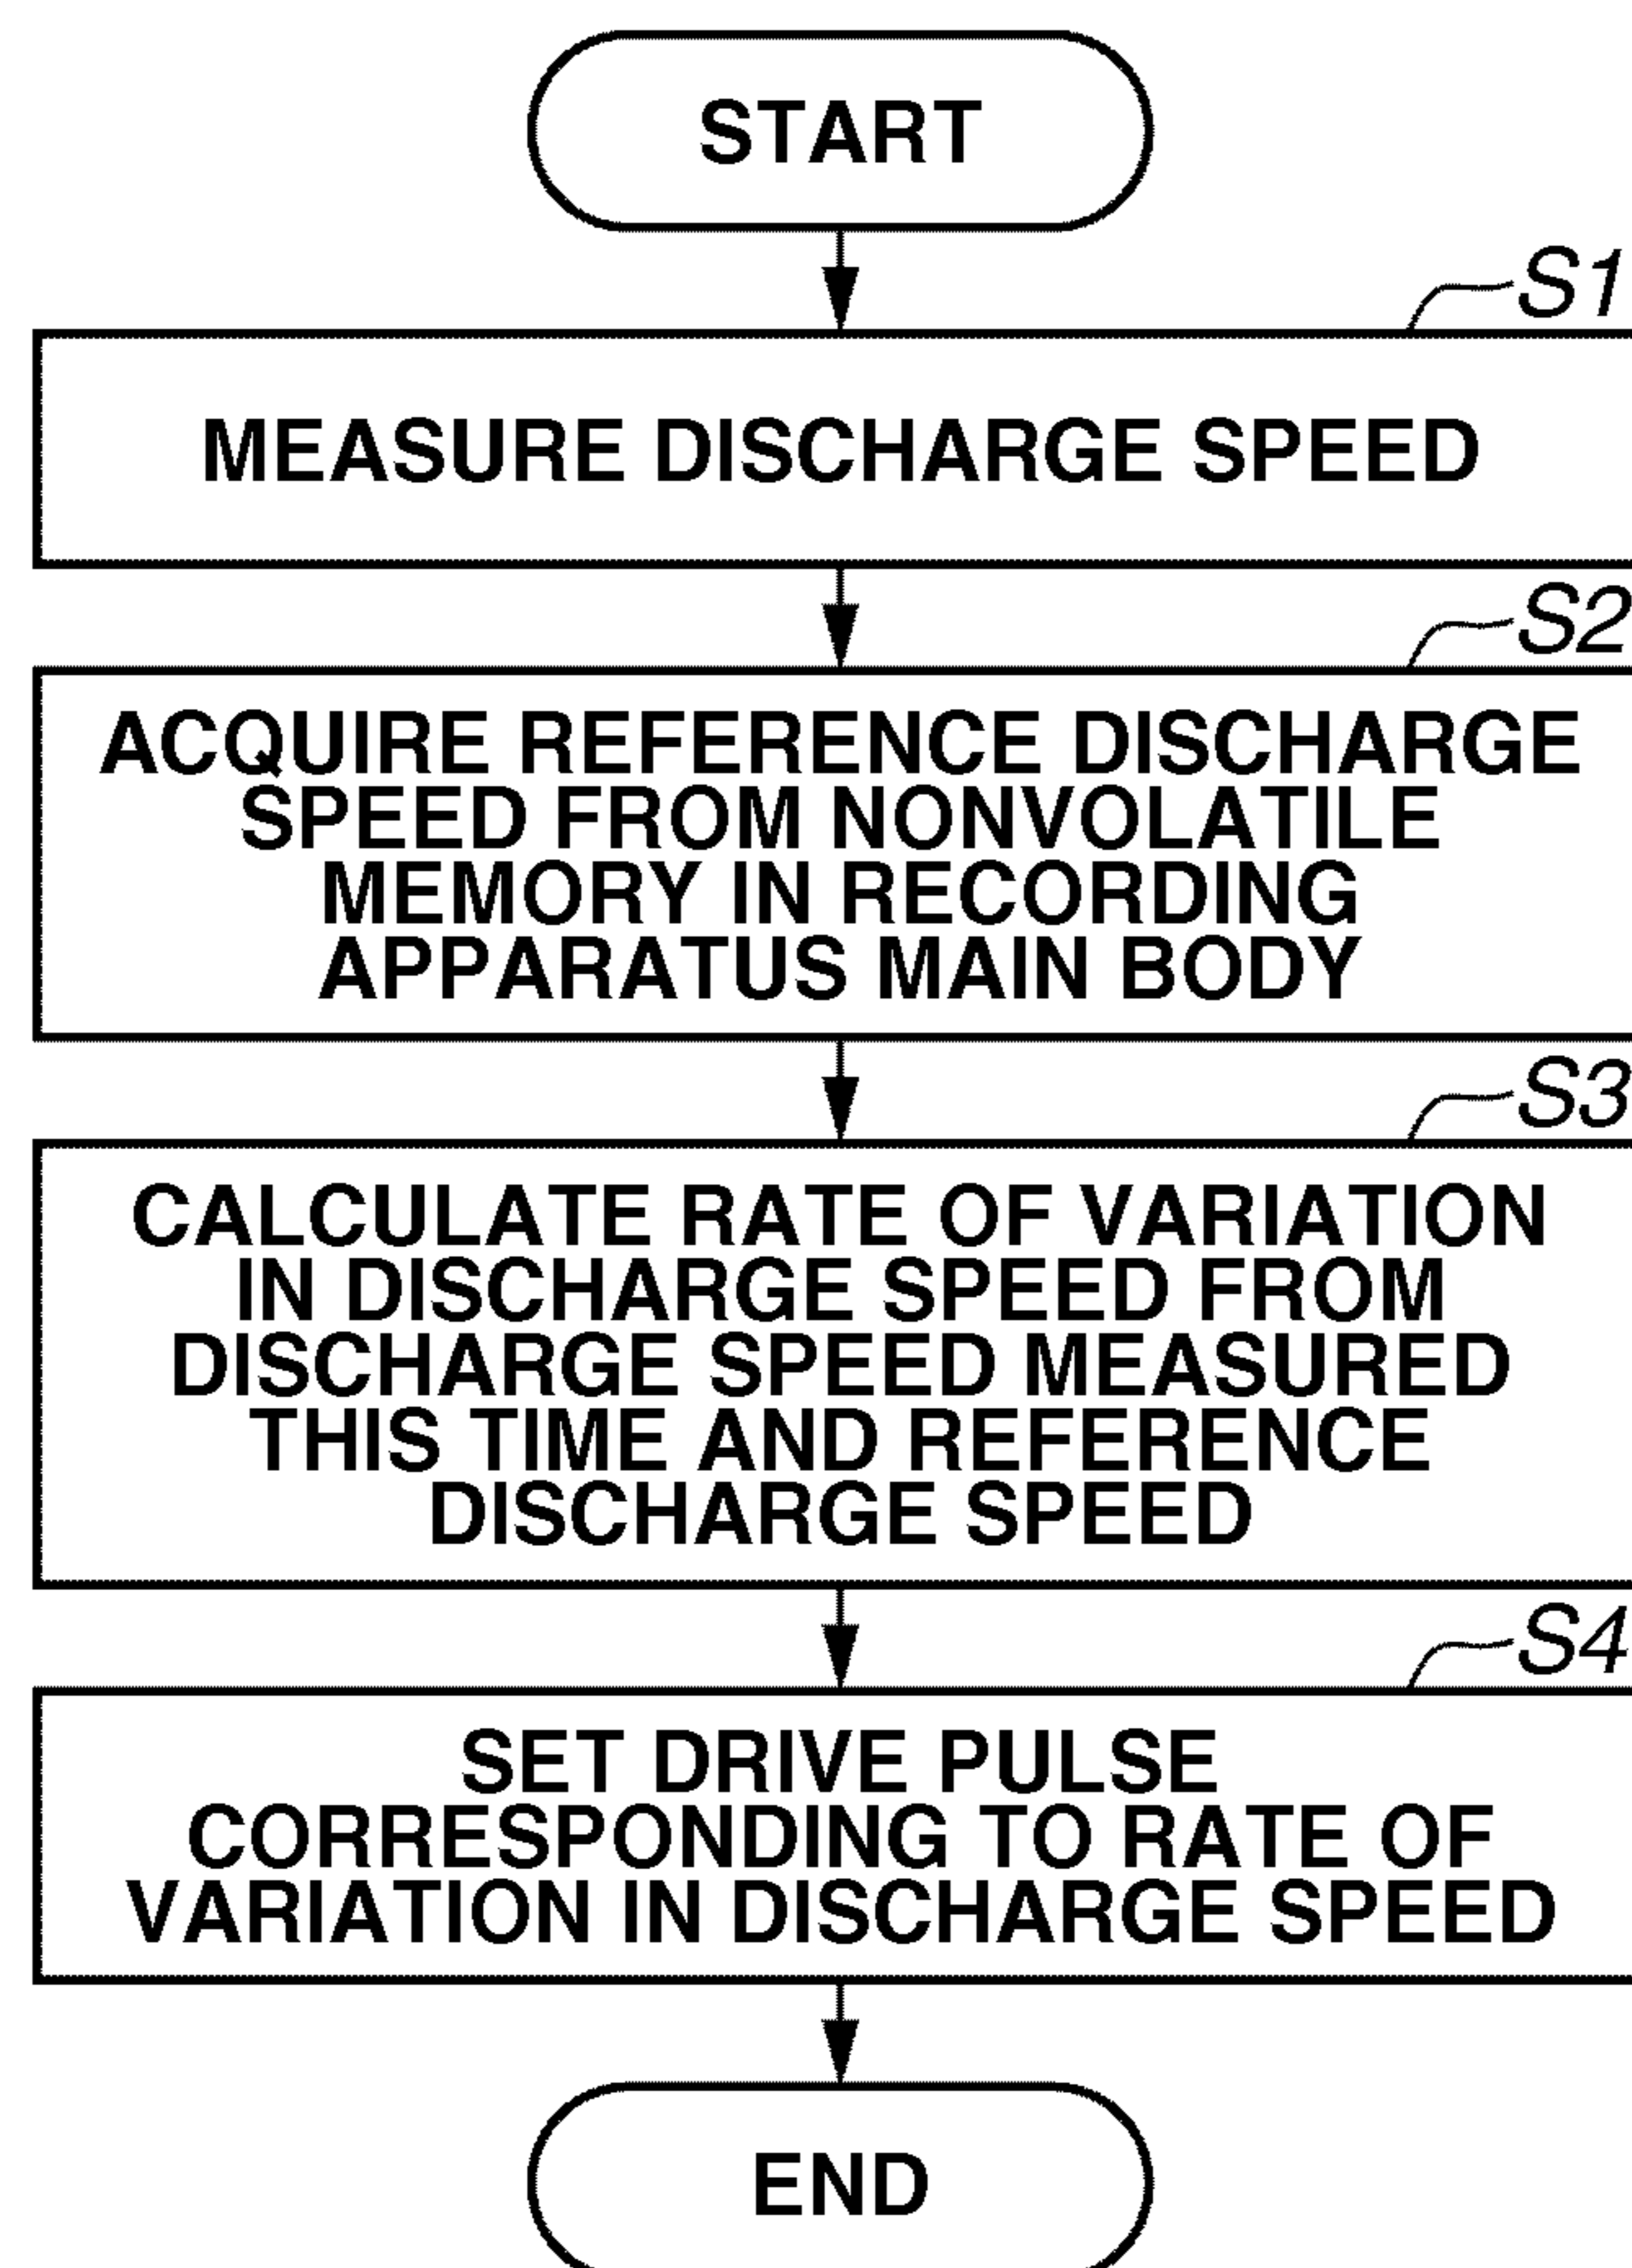 START
S1
MEASURE DISCHARGE SPEED
S2
ACQUIRE REFERENCE DISCHARGE
SPEED FROM NONVOLATILE
MEMORY IN RECORDING
APPARATUS MAIN BODY
S3
CALCULATE RATE OF VARIATION
IN DISCHARGE SPEED FROM
DISCHARGE SPEED MEASURED
THIS TIME AND REFERENCE
DISCHARGE SPEED
S4
SET DRIVE PULSE
CORRESPONDING TO RATE OF
VARIATION IN DISCHARGE SPEED
END